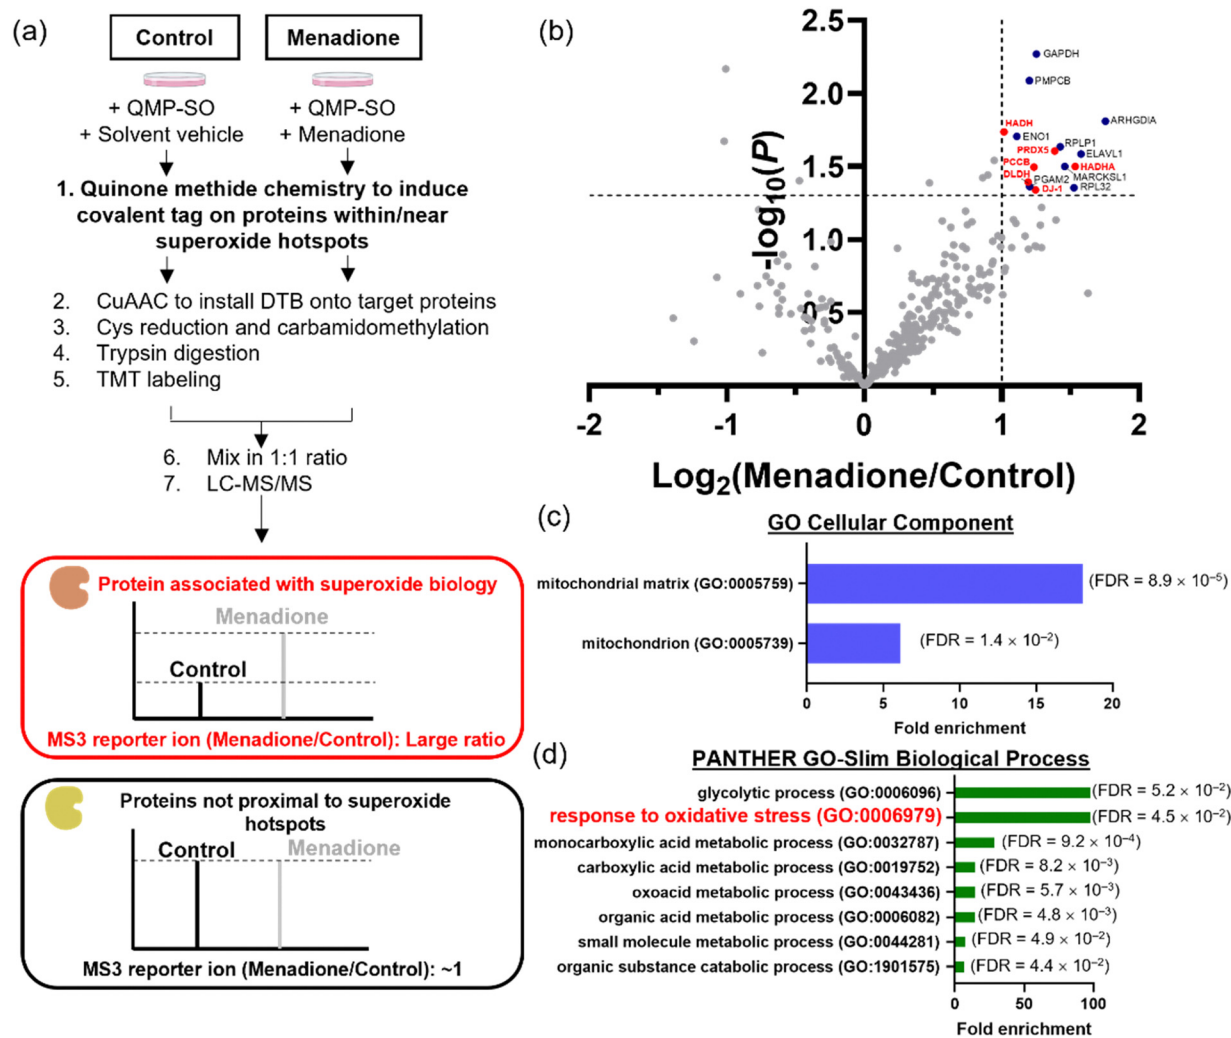 (a)
Control
Menadione
+ QMP-SO
+ Solvent vehicle
+ QMP-SO
+ Menadione
1. Quinone methide chemistry to induce
covalent tag on proteins within/near
superoxide hotspots
2. CuAAC to install DTB onto target proteins
3. Cys reduction and carbamidomethylation
4. Trypsin digestion
5. TMT labeling
6. Mix in 1:1 ratio
7. LC-MS/MS
Protein associated with superoxide biology
Menadione
Control
MS3 reporter ion (Menadione/Control): Large ratio
Proteins not proximal to superoxide
hotspots
Control
Menadione
MS3 reporter ion (Menadione/Control): ~1
(b)
2.5
2.0
1.5
1.0
0.5
-log₁₀(P)
GAPDH
PMPCB
ARHGDIA
HADH
ENO1
RPLP1
PRDX5
ELAVL1
PCCB
HADHA
DLDH
PGAM2
MARCKSL1
DJ-1
RPL32
-2
-1
0
1
2
Log₂(Menadione/Control)
(c)
GO Cellular Component
mitochondrial matrix (GO:0005759)
(FDR = 8.9 × 10⁻⁵)
mitochondrion (GO:0005739)
(FDR = 1.4 × 10⁻²)
0
5
10
15
20
Fold enrichment
(d)
PANTHER GO-Slim Biological Process
glycolytic process (GO:0006096)
(FDR = 5.2 × 10⁻²)
response to oxidative stress (GO:0006979)
(FDR = 4.5 × 10⁻²)
monocarboxylic acid metabolic process (GO:0032787)
(FDR = 9.2 × 10⁻⁴)
carboxylic acid metabolic process (GO:0019752)
(FDR = 8.2 × 10⁻³)
oxoacid metabolic process (GO:0043436)
(FDR = 5.7 × 10⁻³)
organic acid metabolic process (GO:0006082)
(FDR = 4.8 × 10⁻³)
small molecule metabolic process (GO:0044281)
(FDR = 4.9 × 10⁻²)
organic substance catabolic process (GO:1901575)
(FDR = 4.4 × 10⁻²)
0
50
100
Fold enrichment